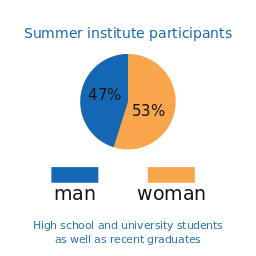 Summer institute participants
47%
53%
man
woman
High school and university students
as well as recent graduates